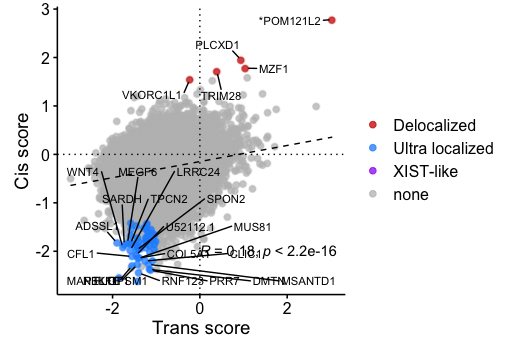 3
*POM121L2
PLCXD1
MZF1
2
VKORC1L1
TRIM28
1
Cis score
0
WNT4
MEGF6
LRRC24
-1
SARDH
TPCN2
SPON2
ADSSL1
U52112.1
MUS81
-2
CFL1
COL5A1
R = 0.18, p < 2.2e-16
RNF123
PRR7
DMTN
MSANTD1
-2
0
2
Trans score
Delocalized
Ultra localized
XIST-like
none